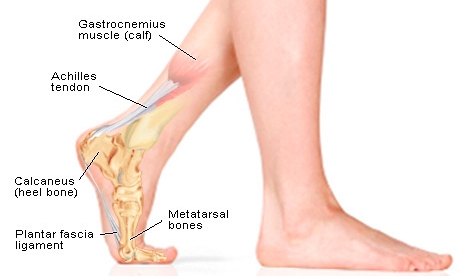 Gastrocnemius
muscle (calf)
Achilles
tendon
Calcaneus
(heel bone)
Plantar fascia
ligament
Metatarsal
bones